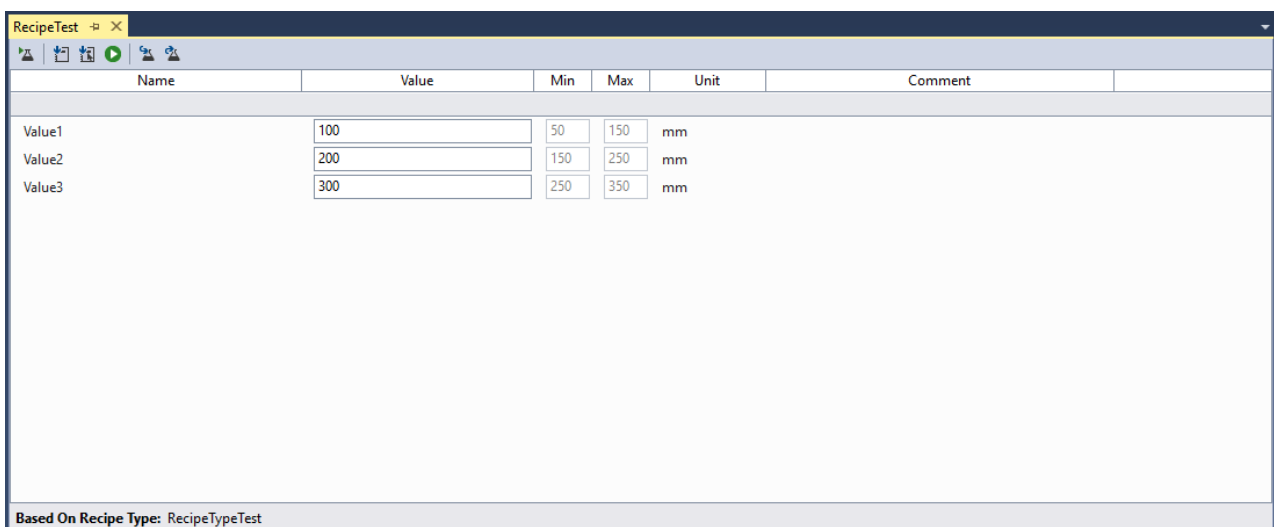 RecipeTest
Name Value Min Max Unit Comment
Value1 100 50 150 mm
Value2 200 150 250 mm
Value3 300 250 350 mm
Based On Recipe Type: RecipeTypeTest